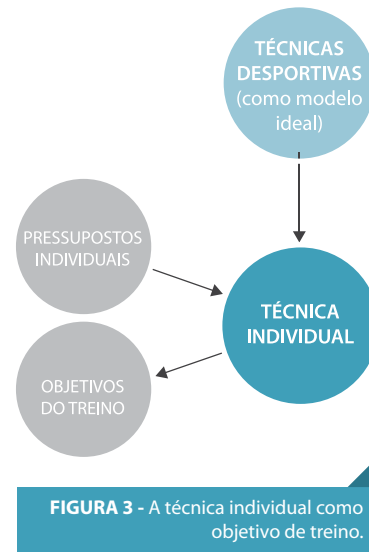 TÉCNICAS
DESPORTIVAS
(como modelo
ideal)
PRESSUPOSTOS
INDIVIDUAIS
TÉCNICA
INDIVIDUAL
OBJETIVOS
DO TREINO
FIGURA 3 - A técnica individual como
objetivo de treino.